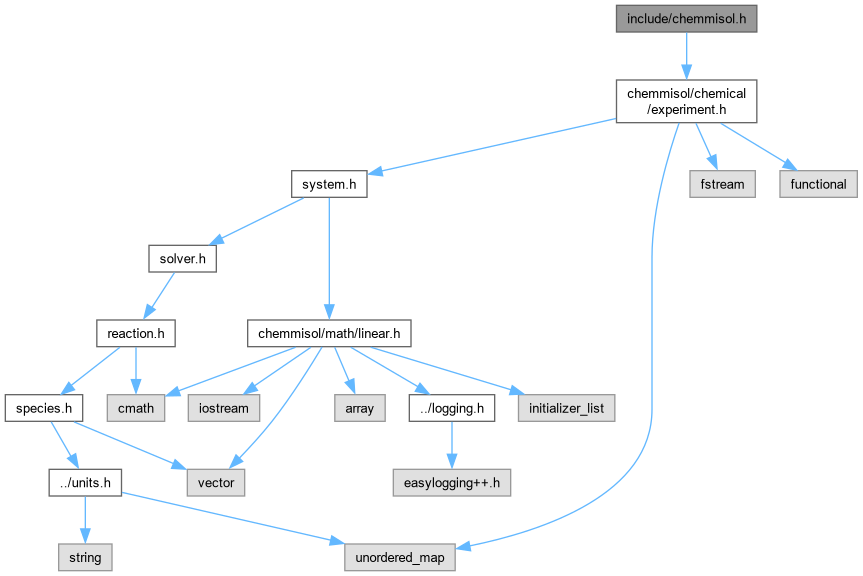 include/chemmisol.h
chemmisol/chemical
/experiment.h
system.h
fstream
functional
solver.h
reaction.h
chemmisol/math/linear.h
species.h
cmath
iostream
array
../logging.h
initializer_list
../units.h
vector
easylogging++.h
string
unordered_map